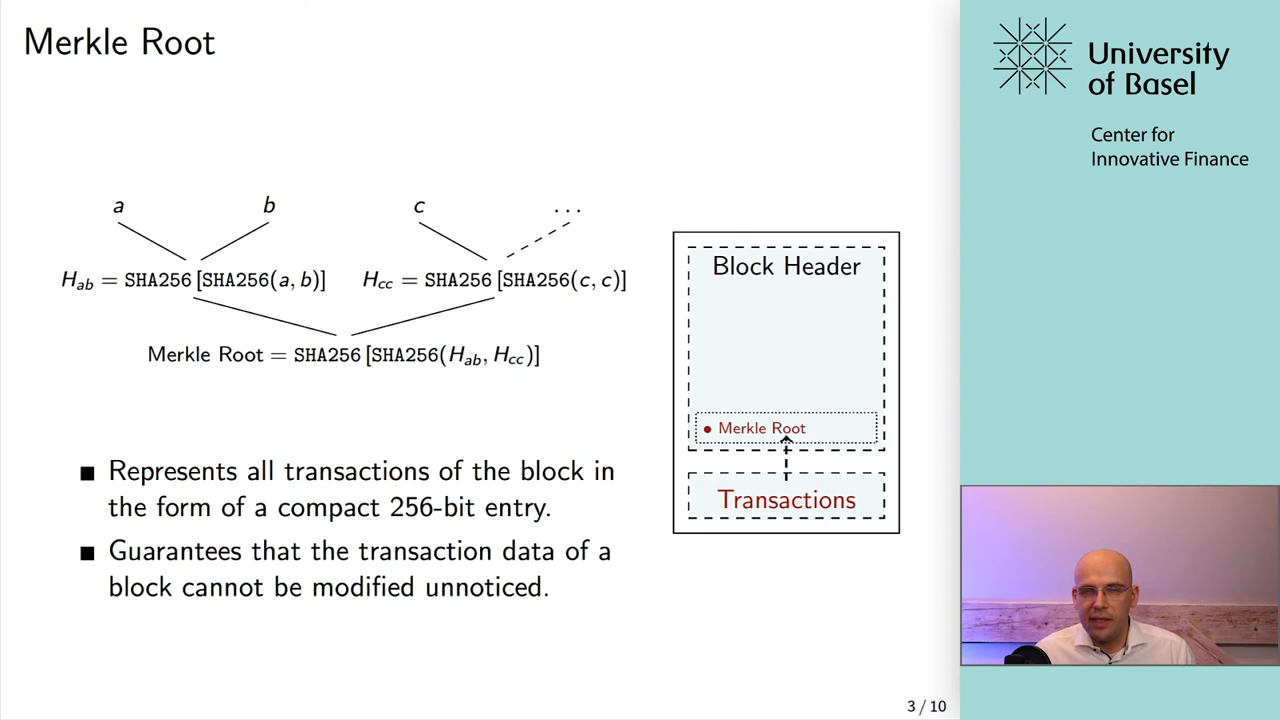 Merkle Root
a b c ...
H_ab = SHA256 [SHA256(a, b)] H_cc = SHA256 [SHA256(c, c)]
Merkle Root = SHA256 [SHA256(H_ab, H_cc)]
■ Represents all transactions of the block in
the form of a compact 256-bit entry.
■ Guarantees that the transaction data of a
block cannot be modified unnoticed.
Block Header
• Merkle Root
Transactions
3 / 10
University
of Basel
Center for
Innovative Finance